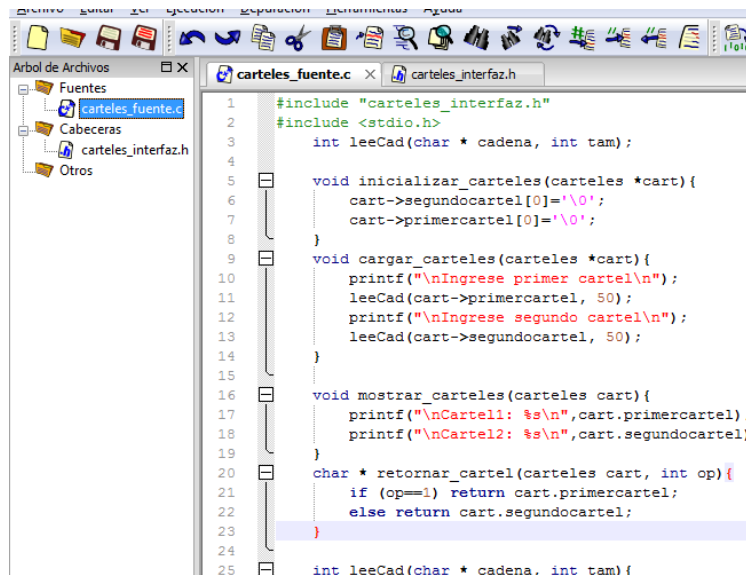 Archivo Editar Ver Ejecución Depuración Herramientas Ayuda
Arbol de Archivos
Fuentes
carteles_fuente.c
Cabeceras
carteles_interfaz.h
Otros
carteles_fuente.c carteles_interfaz.h
1 #include "carteles_interfaz.h"
2 #include <stdio.h>
3 int leeCad(char * cadena, int tam);
4
5 void inicializar_carteles(carteles *cart){
6 cart->segundocartel[0]='\0';
7 cart->primercartel[0]='\0';
8 }
9 void cargar_carteles(carteles *cart){
10 printf("\nIngrese primer cartel\n");
11 leeCad(cart->primercartel, 50);
12 printf("\nIngrese segundo cartel\n");
13 leeCad(cart->segundocartel, 50);
14 }
15
16 void mostrar_carteles(carteles cart){
17 printf("\nCartel1: %s\n",cart.primercartel)
18 printf("\nCartel2: %s\n",cart.segundocartel)
19 }
20 char * retornar_cartel(carteles cart, int op){
21 if (op==1) return cart.primercartel;
22 else return cart.segundocartel;
23 }
24
25 int leeCad(char * cadena, int tam){